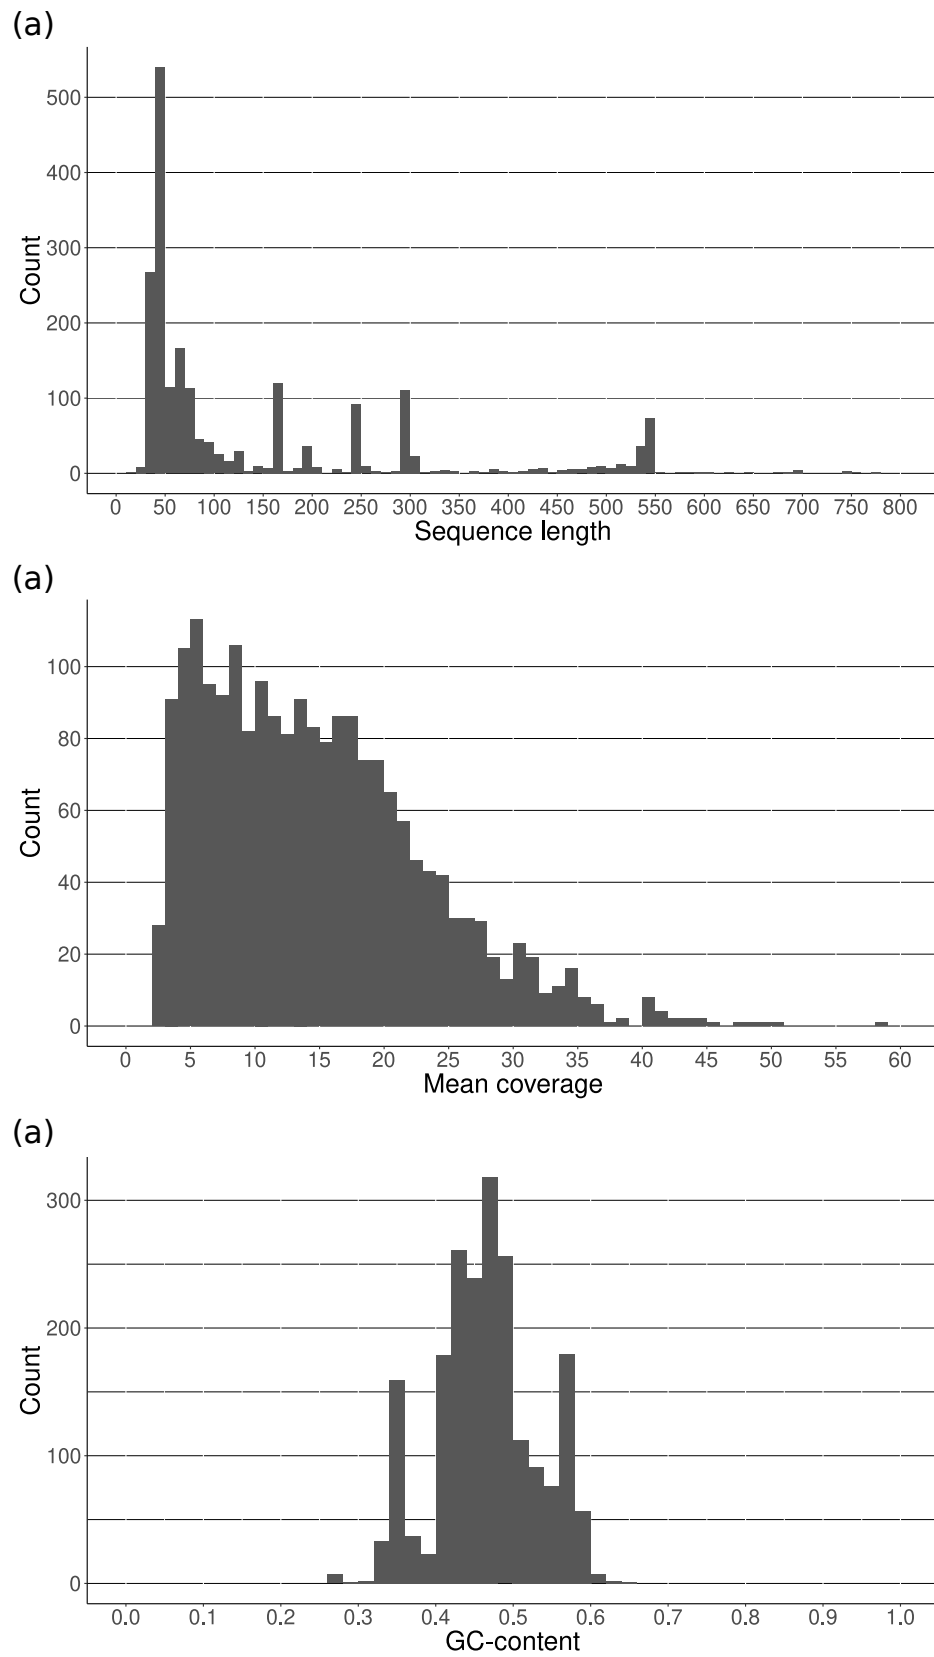 (a)
500
400
300
200
100
0
Count
0 50 100 150 200 250 300 350 400 450 500 550 600 650 700 750 800
Sequence length
(a)
100
80
60
40
20
0
Count
0 5 10 15 20 25 30 35 40 45 50 55 60
Mean coverage
(a)
300
200
100
0
Count
0.0 0.1 0.2 0.3 0.4 0.5 0.6 0.7 0.8 0.9 1.0
GC-content